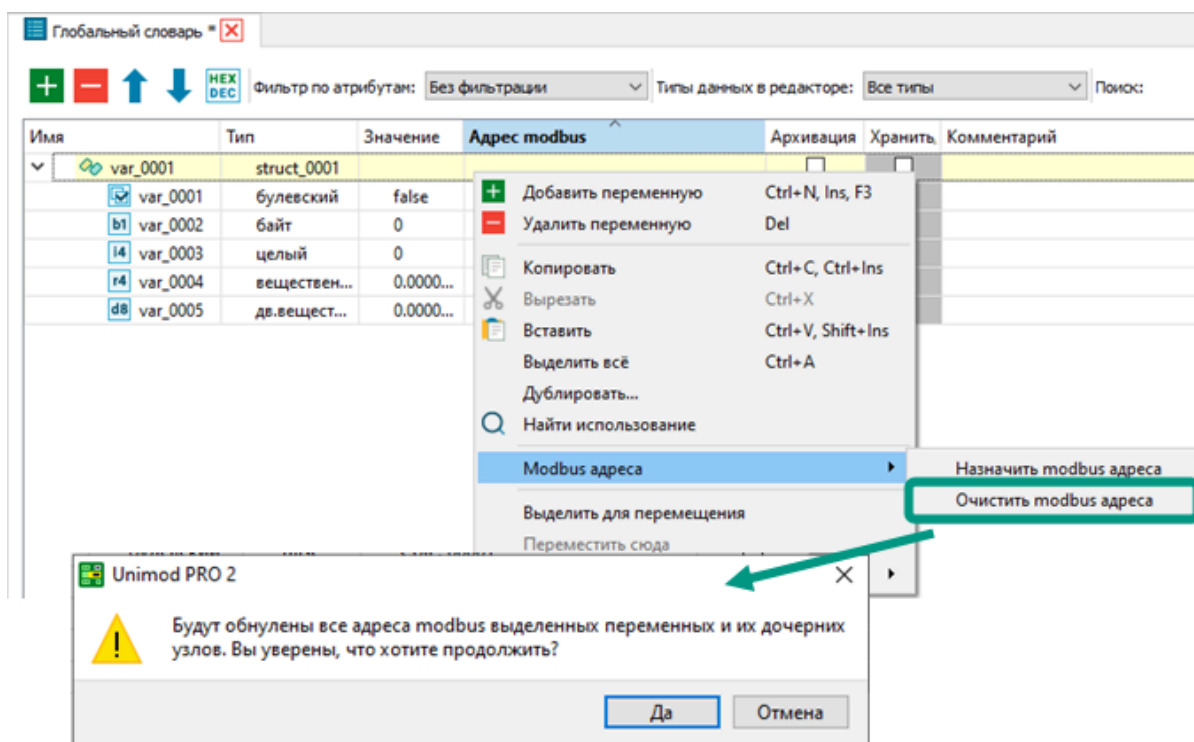 Глобальный словарь *
HEX DEC Фильтр по атрибутам: Без фильтрации Типы данных в редакторе: Все типы Поиск:
Имя Тип Значение Адрес modbus Архивация Хранить, Комментарий
var_0001 struct_0001
var_0001 булевский false
b1 var_0002 байт 0
i4 var_0003 целый 0
r4 var_0004 веществен... 0.0000...
d8 var_0005 дв.вещест... 0.0000...
Добавить переменную Ctrl+N, Ins, F3
Удалить переменную Del
Копировать Ctrl+C, Ctrl+Ins
Вырезать Ctrl+X
Вставить Ctrl+V, Shift+Ins
Выделить всё Ctrl+A
Дублировать...
Найти использование
Modbus адреса
Назначить modbus адреса
Очистить modbus адреса
Выделить для перемещения
Переместить сюда
Unimod PRO 2
Будут обнулены все адреса modbus выделенных переменных и их дочерних
узлов. Вы уверены, что хотите продолжить?
Да Отмена